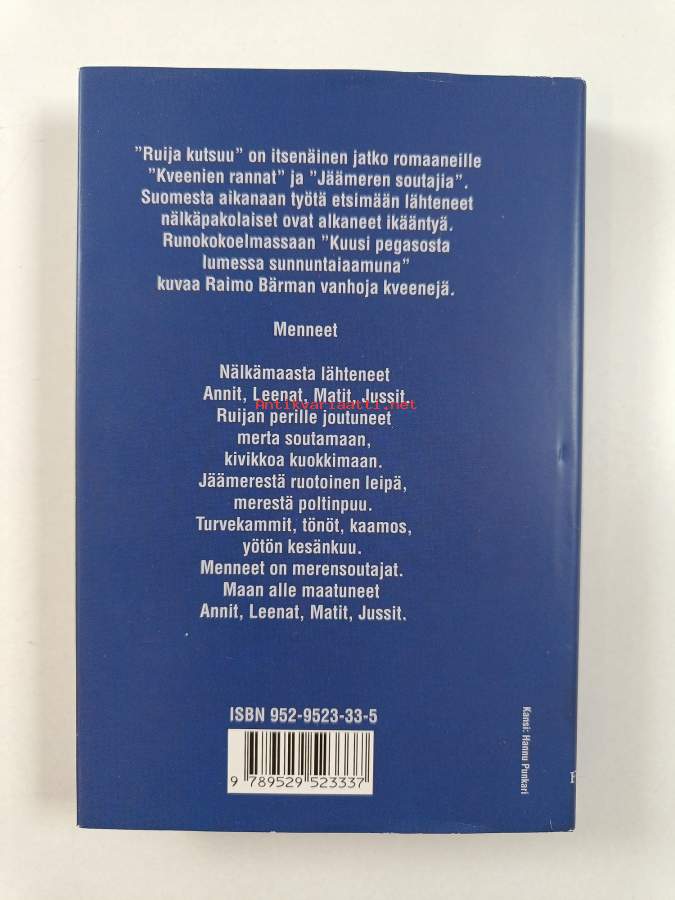 "Ruija kutsuu" on itsenäinen jatko romaaneille
"Kveenien rannat" ja "Jäämeren soutajia".
Suomesta aikanaan työtä etsimään lähteneet
nälkäpakolaiset ovat alkaneet ikääntyä.
Runokokoelmassaan "Kuusi pegasosta
lumessa sunnuntaiaamuna"
kuvaa Raimo Bärman vanhoja kveenejä.
Menneet
Nälkämaasta lähteneet
Annit, Leenat, Matit, Jussit.
Antikvariaatti.net
Ruijan perille joutuneet
merta soutamaan,
kivikkoa kuokkimaan.
Jäämerestä ruotoinen leipä,
merestä poltinpuu.
Turvekammit, tönöt, kaamos,
yötön kesänkuu.
Menneet on merensoutajat.
Maan alle maatuneet
Annit, Leenat, Matit, Jussit.
ISBN 952-9523-33-5
9 789529 523337
Kansi: Hannu Punkari